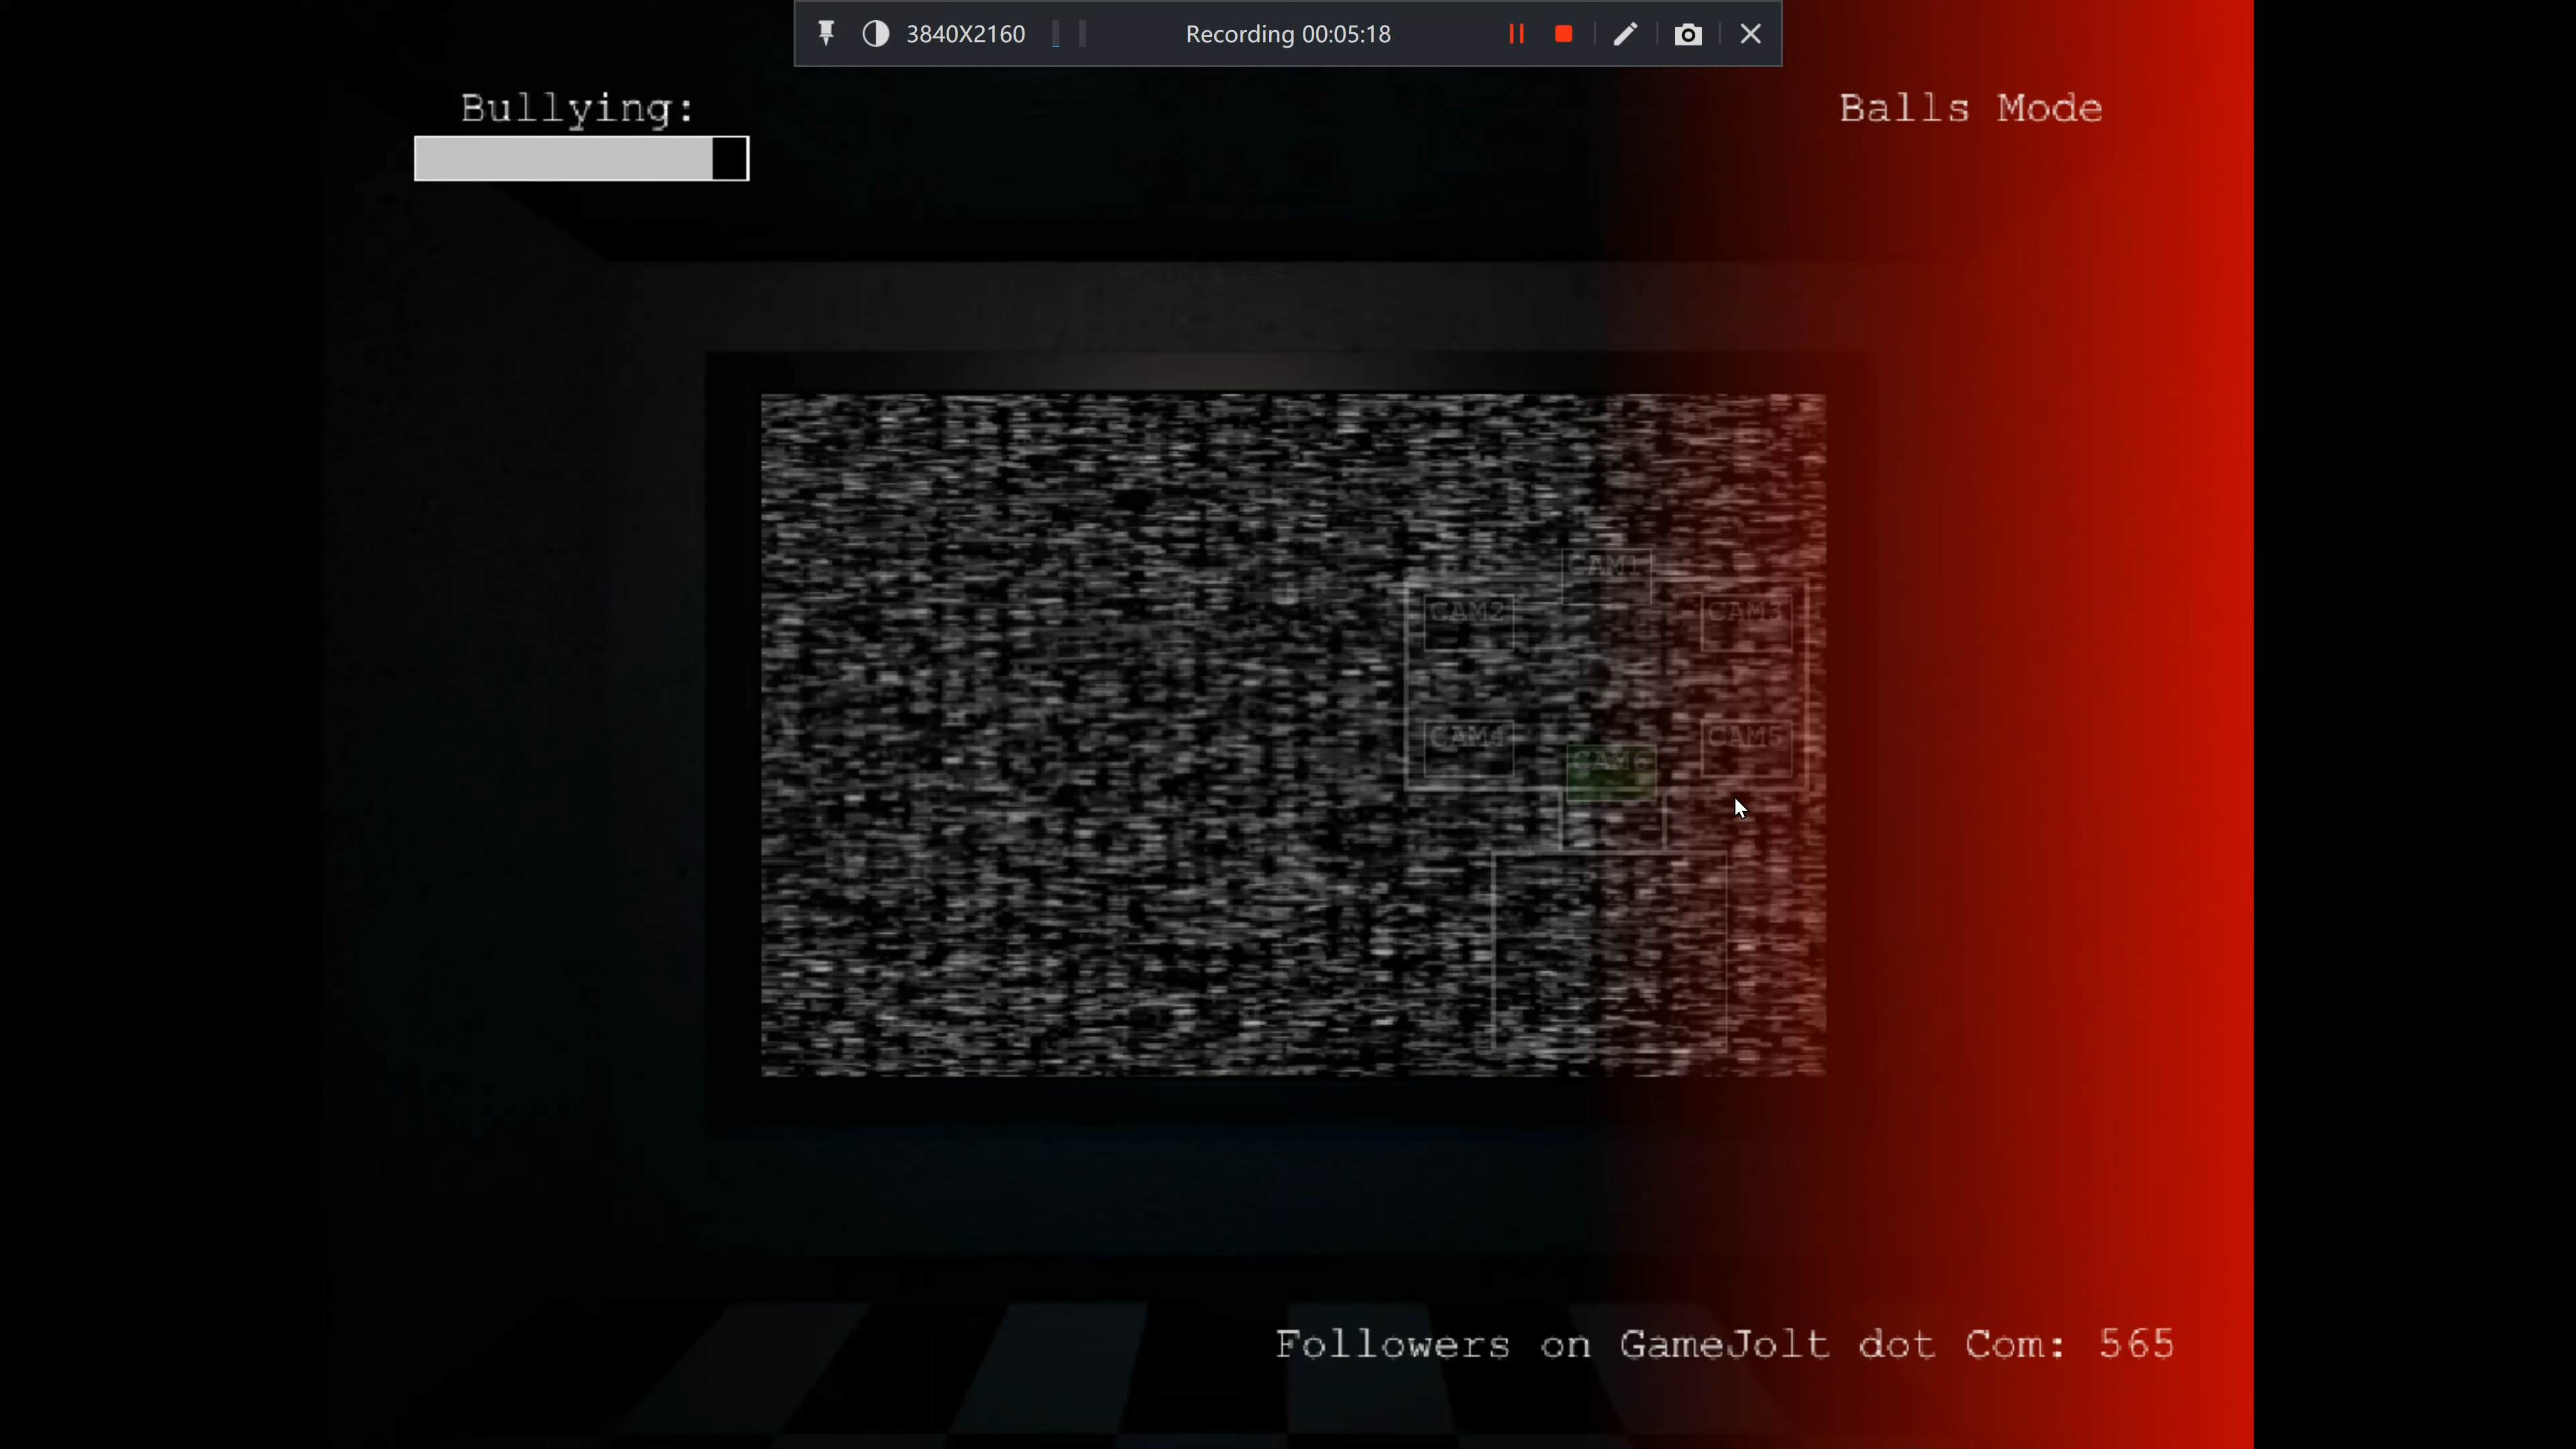 3840X2160 Recording 00:05:18
Bullying:
Balls Mode
CAM1
CAM2
CAM3
CAM4
CAM5
CAM6
Followers on GameJolt dot Com: 565